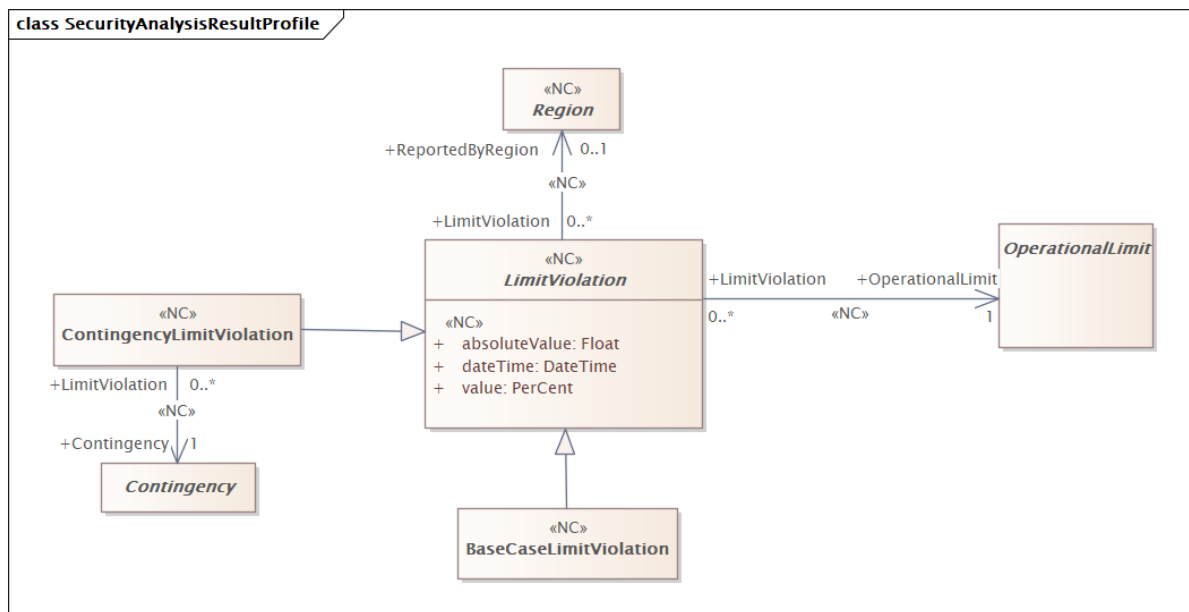 class SecurityAnalysisResultProfile
«NC»
Region
+ReportedByRegion 0..1
«NC»
+LimitViolation 0..*
«NC»
LimitViolation
«NC»
+ absoluteValue: Float
+ dateTime: DateTime
+ value: PerCent
OperationalLimit
+LimitViolation +OperationalLimit
0..* «NC» 1
«NC»
ContingencyLimitViolation
+LimitViolation 0..*
«NC»
+Contingency 1
Contingency
«NC»
BaseCaseLimitViolation